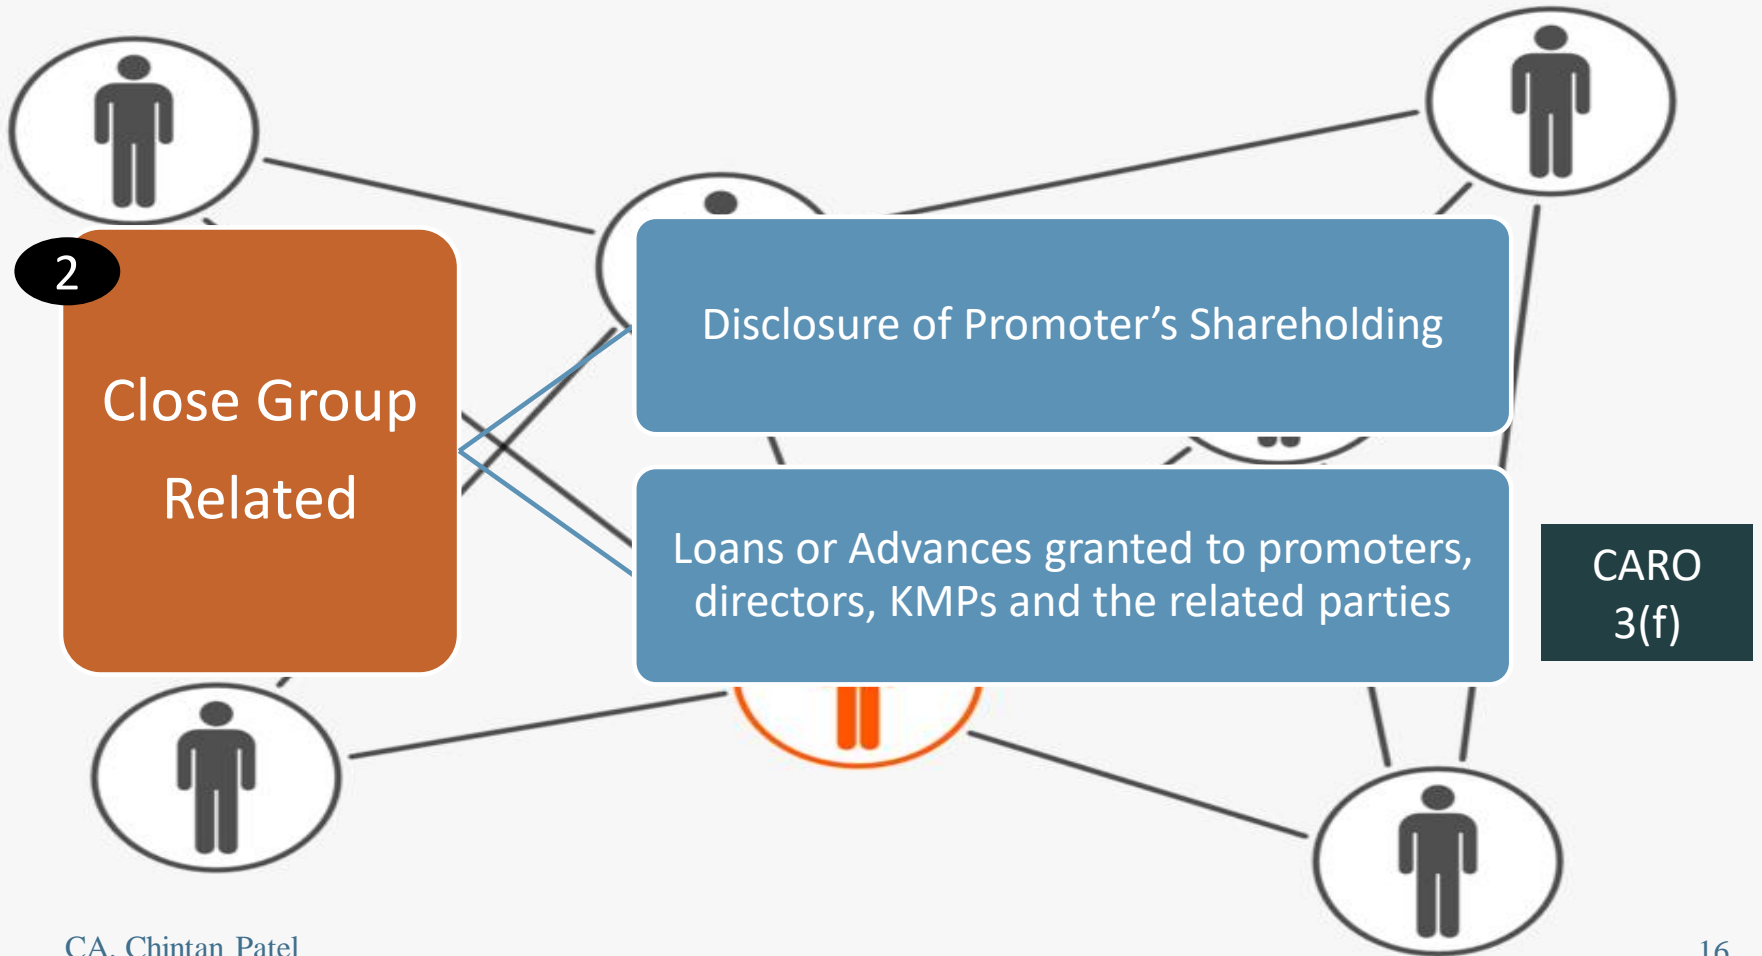 2
Close Group
Related
Disclosure of Promoter’s Shareholding
Loans or Advances granted to promoters,
directors, KMPs and the related parties
CARO
3(f)
CA. Chintan Patel
16